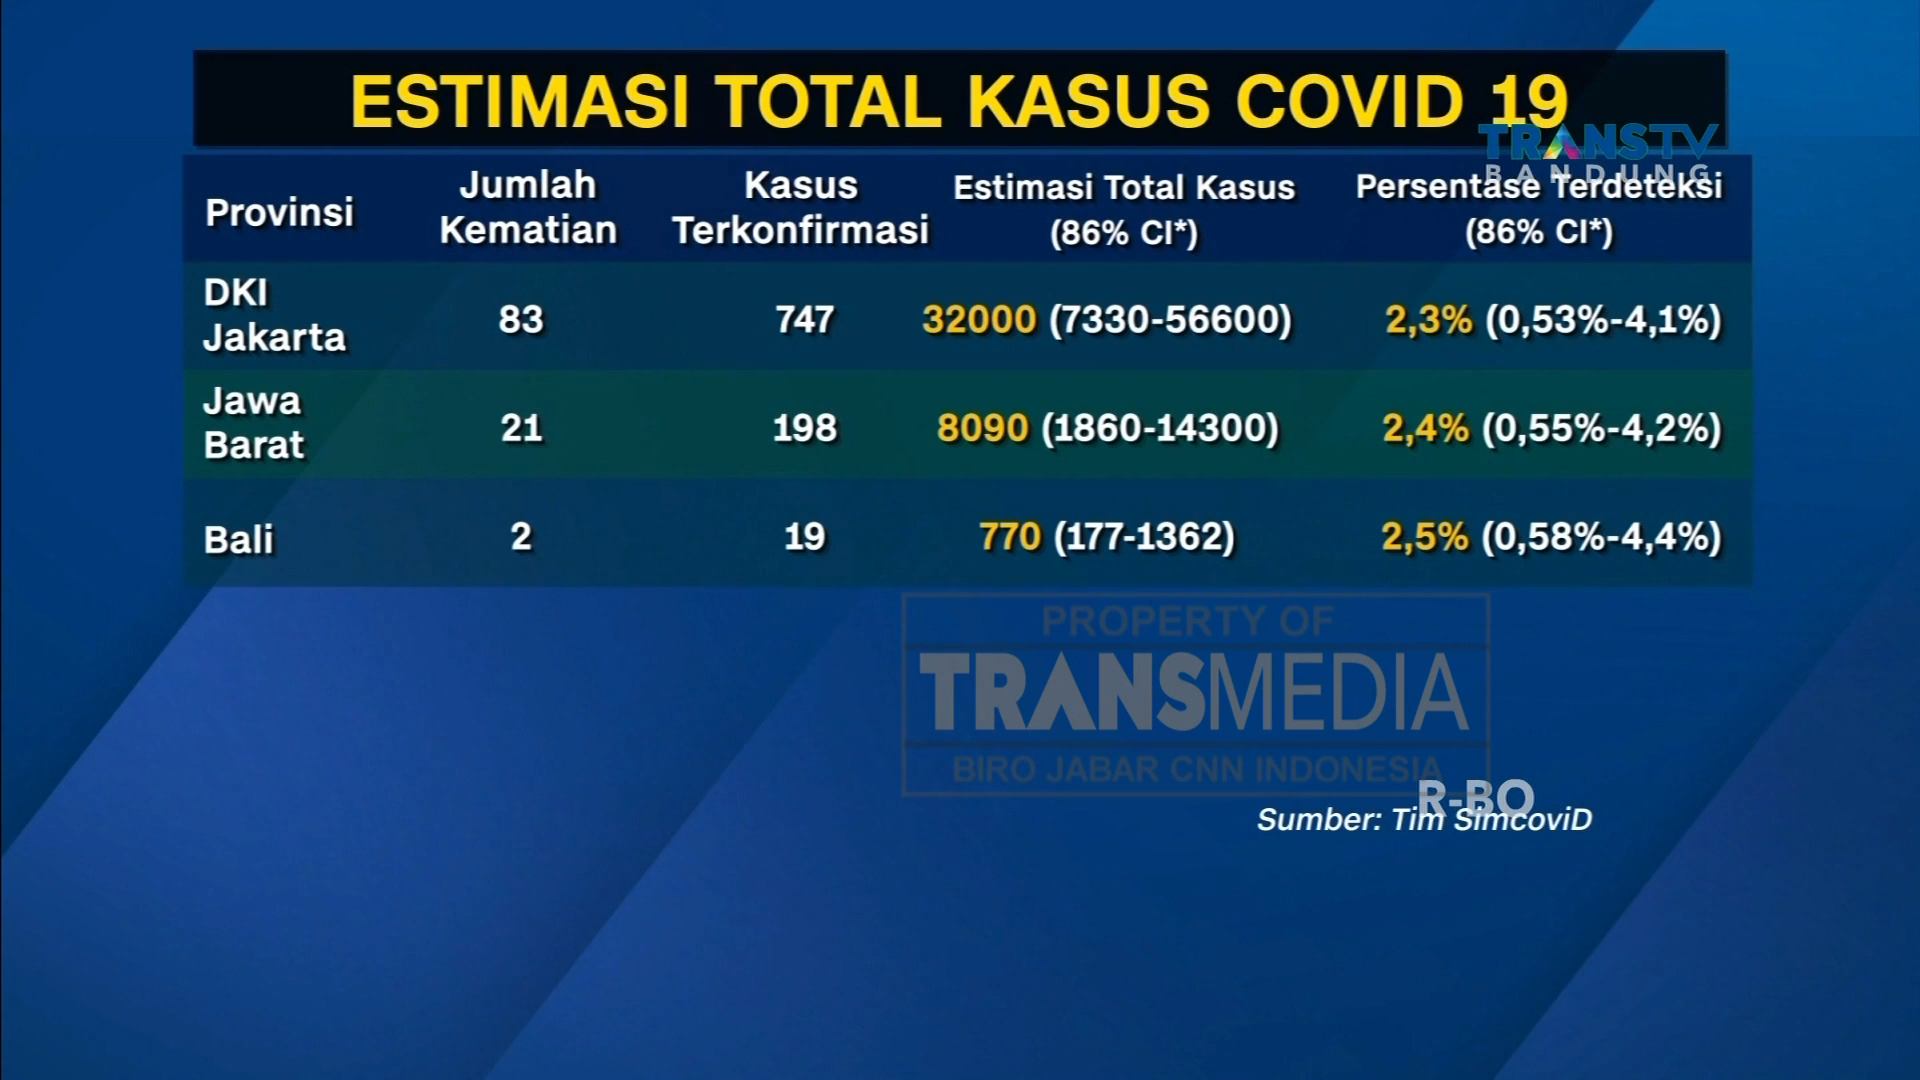 ESTIMASI TOTAL KASUS COVID 19
TRANSTV
BANDUNG
Provinsi
Jumlah
Kematian
Kasus
Terkonfirmasi
Estimasi Total Kasus
(86% CI*)
Persentase Terdeteksi
(86% CI*)
DKI
Jakarta
83
747
32000 (7330-56600)
2,3% (0,53%-4,1%)
Jawa
Barat
21
198
8090 (1860-14300)
2,4% (0,55%-4,2%)
Bali
2
19
770 (177-1362)
2,5% (0,58%-4,4%)
PROPERTY OF
TRANSMEDIA
BIRO JABAR CNN INDONESIA
R-BO
Sumber: Tim SimcoviD